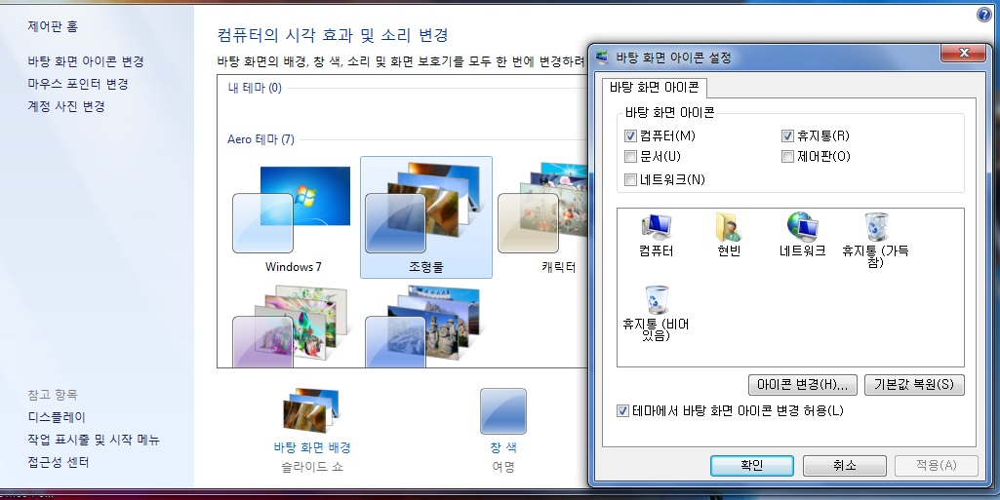 제어판 홈
바탕 화면 아이콘 변경
마우스 포인터 변경
계정 사진 변경
참고 항목
디스플레이
작업 표시줄 및 시작 메뉴
접근성 센터
컴퓨터의 시각 효과 및 소리 변경
바탕 화면의 배경, 창 색, 소리 및 화면 보호기를 모두 한 번에 변경하려
내 테마 (0)
Aero 테마 (7)
Windows 7
조형물
캐릭터
바탕 화면 배경
슬라이드 쇼
창 색
여명
바탕 화면 아이콘 설정
바탕 화면 아이콘
바탕 화면 아이콘
컴퓨터(M)
휴지통(R)
문서(U)
제어판(O)
네트워크(N)
컴퓨터
현빈
네트워크
휴지통 (가득
참)
휴지통 (비어
있음)
아이콘 변경(H)...
기본값 복원(S)
테마에서 바탕 화면 아이콘 변경 허용(L)
확인
취소
적용(A)